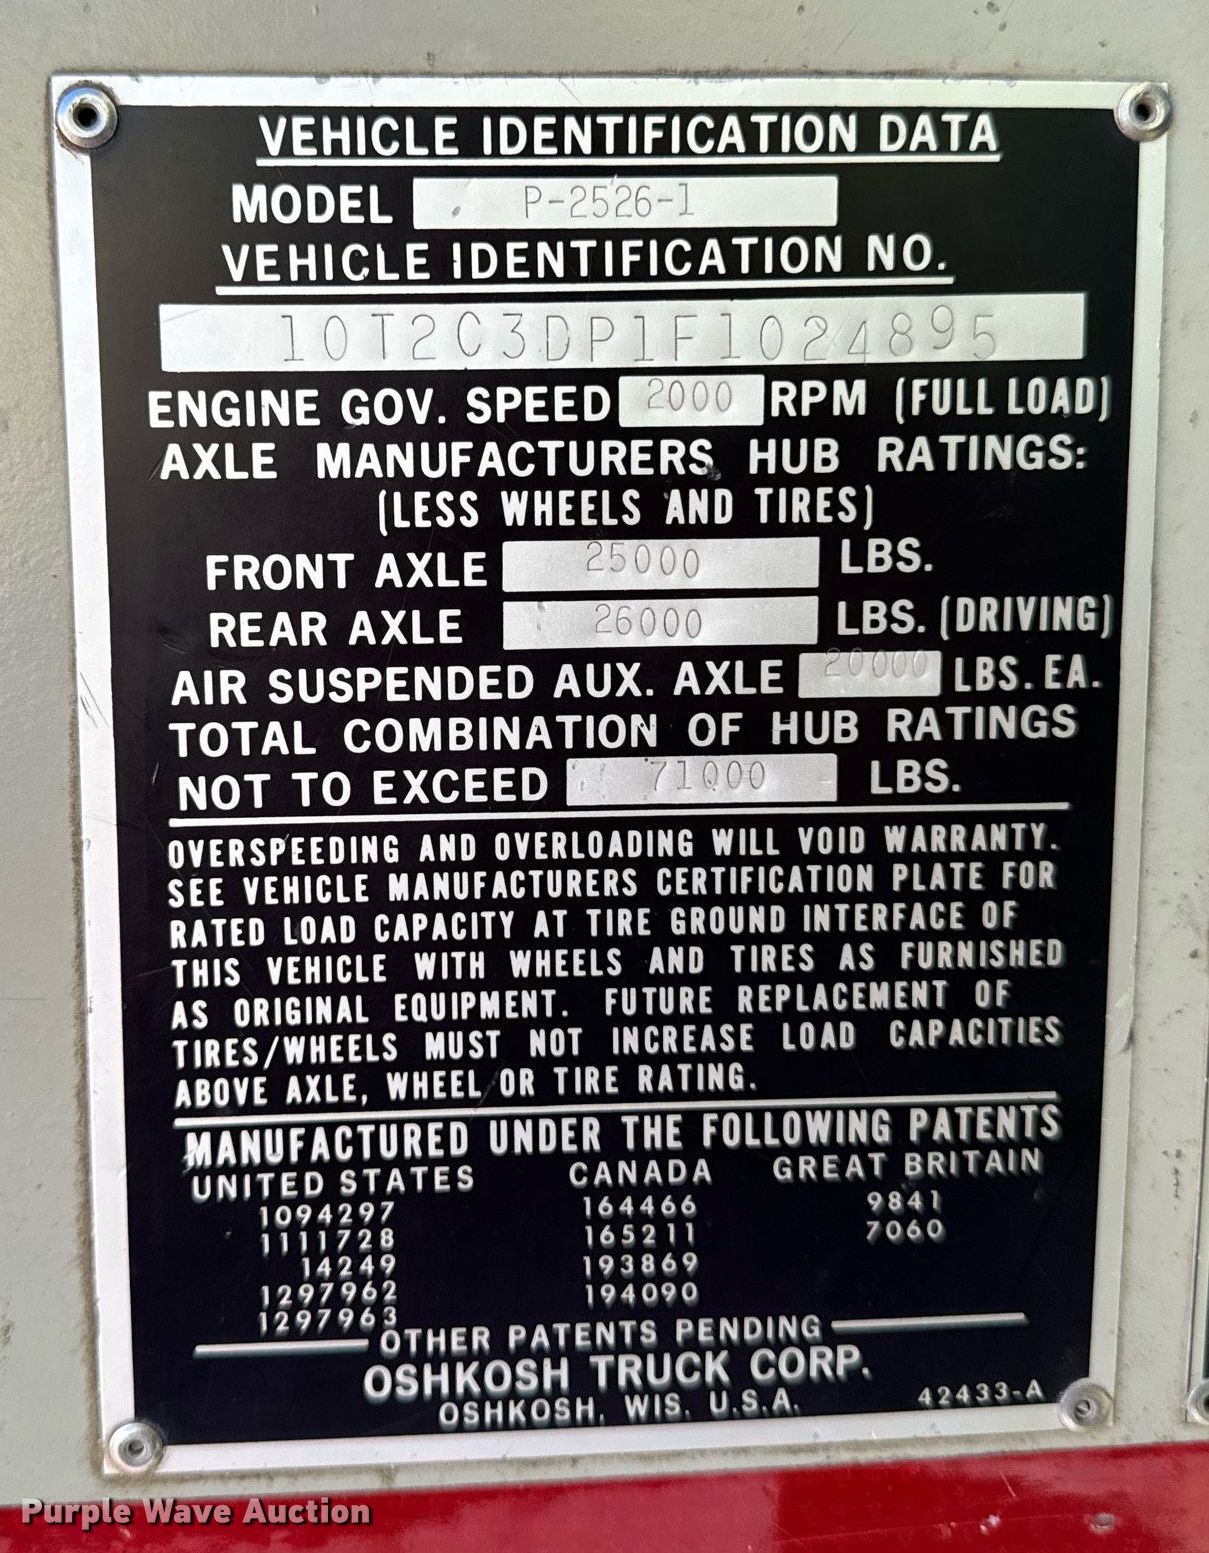 VEHICLE IDENTIFICATION DATA
MODEL P-2526-1
VEHICLE IDENTIFICATION NO.
10T2C3DP1F1024895
ENGINE GOV. SPEED 2000 RPM (FULL LOAD)
AXLE MANUFACTURERS HUB RATINGS:
(LESS WHEELS AND TIRES)
FRONT AXLE 25000 LBS.
REAR AXLE 26000 LBS. (DRIVING)
AIR SUSPENDED AUX. AXLE 20000 LBS. EA.
TOTAL COMBINATION OF HUB RATINGS
NOT TO EXCEED 71000 LBS.
OVERSPEEDING AND OVERLOADING WILL VOID WARRANTY.
SEE VEHICLE MANUFACTURERS CERTIFICATION PLATE FOR
RATED LOAD CAPACITY AT TIRE GROUND INTERFACE OF
THIS VEHICLE WITH WHEELS AND TIRES AS FURNISHED
AS ORIGINAL EQUIPMENT. FUTURE REPLACEMENT OF
TIRES/WHEELS MUST NOT INCREASE LOAD CAPACITIES
ABOVE AXLE, WHEEL OR TIRE RATING.
MANUFACTURED UNDER THE FOLLOWING PATENTS
UNITED STATES CANADA GREAT BRITAIN
1094297 164466 9841
1111728 165211 7060
14249 193869
1297962 194090
1297963
OTHER PATENTS PENDING
OSHKOSH TRUCK CORP.
OSHKOSH, WIS. U.S.A. 42433-A
Purple Wave Auction